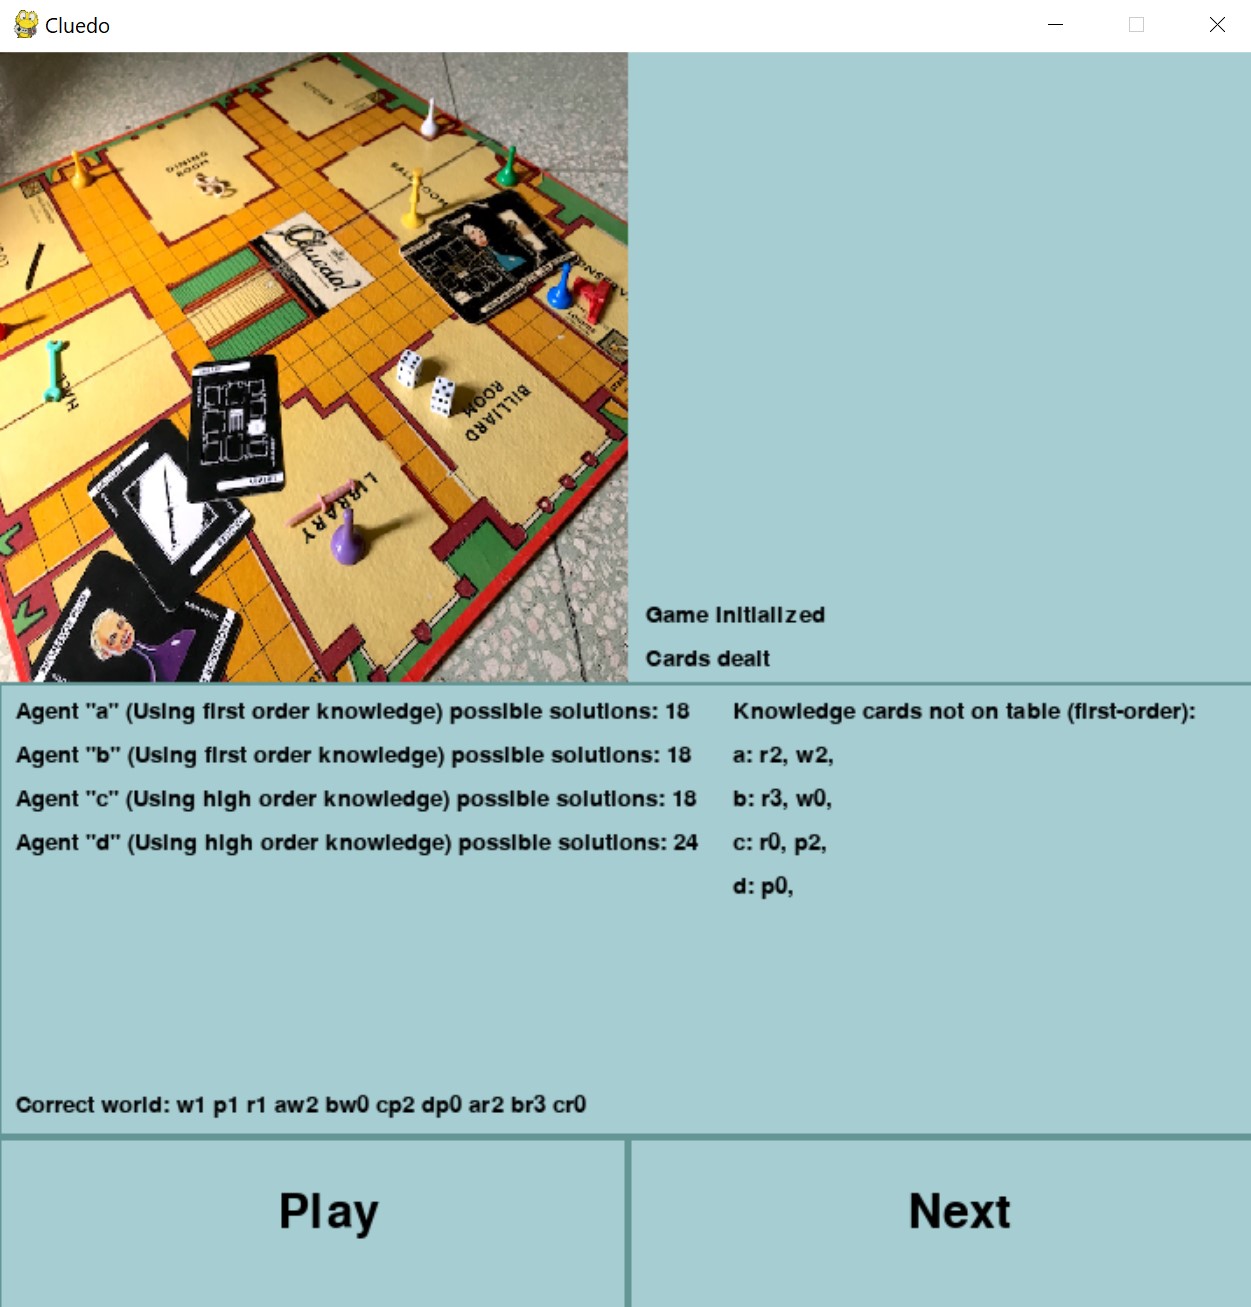 Cluedo
KITCHEN
DINING
ROOM
BALLROOM
Cluedo!
HALL
BILLIARD
ROOM
LIBRARY
Game initialized
Cards dealt
Agent "a" (Using first order knowledge) possible solutions: 18
Agent "b" (Using first order knowledge) possible solutions: 18
Agent "c" (Using high order knowledge) possible solutions: 18
Agent "d" (Using high order knowledge) possible solutions: 24
Knowledge cards not on table (first-order):
a: r2, w2,
b: r3, w0,
c: r0, p2,
d: p0,
Correct world: w1 p1 r1 aw2 bw0 cp2 dp0 ar2 br3 cr0
Play
Next